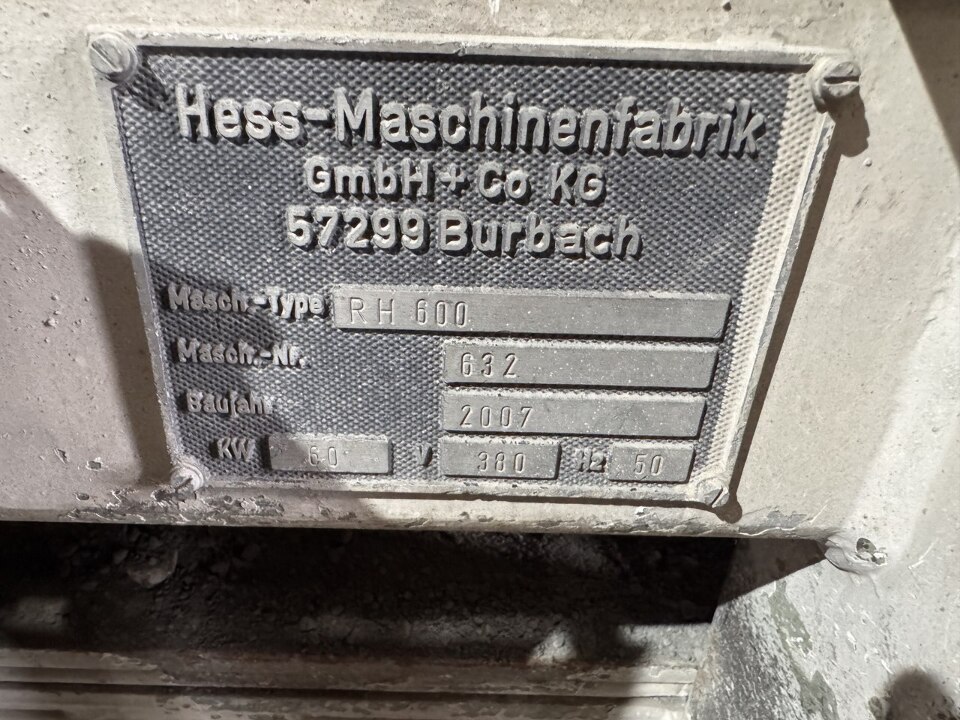 Hess-Maschinenfabrik
GmbH + Co KG
57299 Burbach
Masch.-Type RH 600
Masch.-Nr. 632
Baujahr 2007
KW 60 V 380 Hz 50